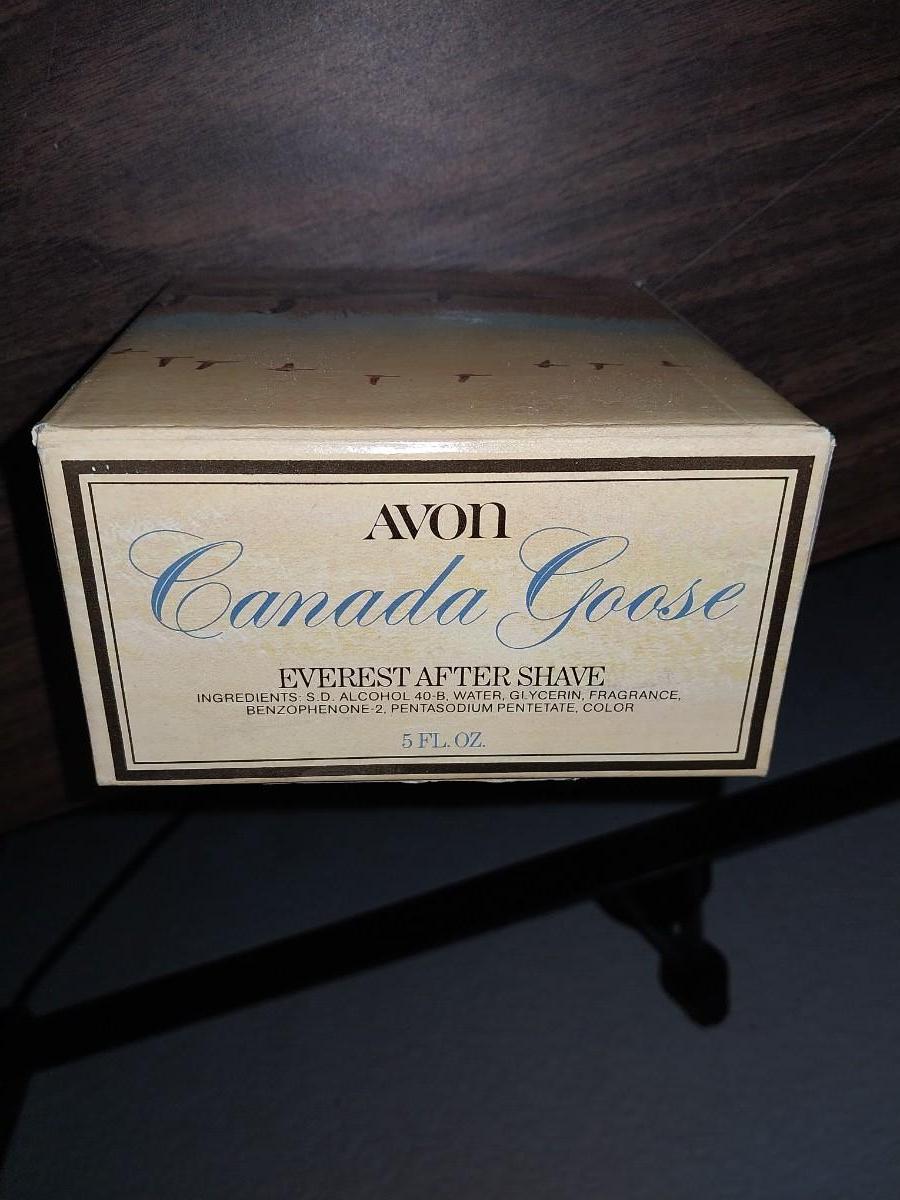 AVON
Canada Goose
EVEREST AFTER SHAVE
INGREDIENTS: S.D. ALCOHOL 40-B, WATER, GLYCERIN, FRAGRANCE,
BENZOPHENONE-2, PENTASODIUM PENTETATE, COLOR
5 FL. OZ.